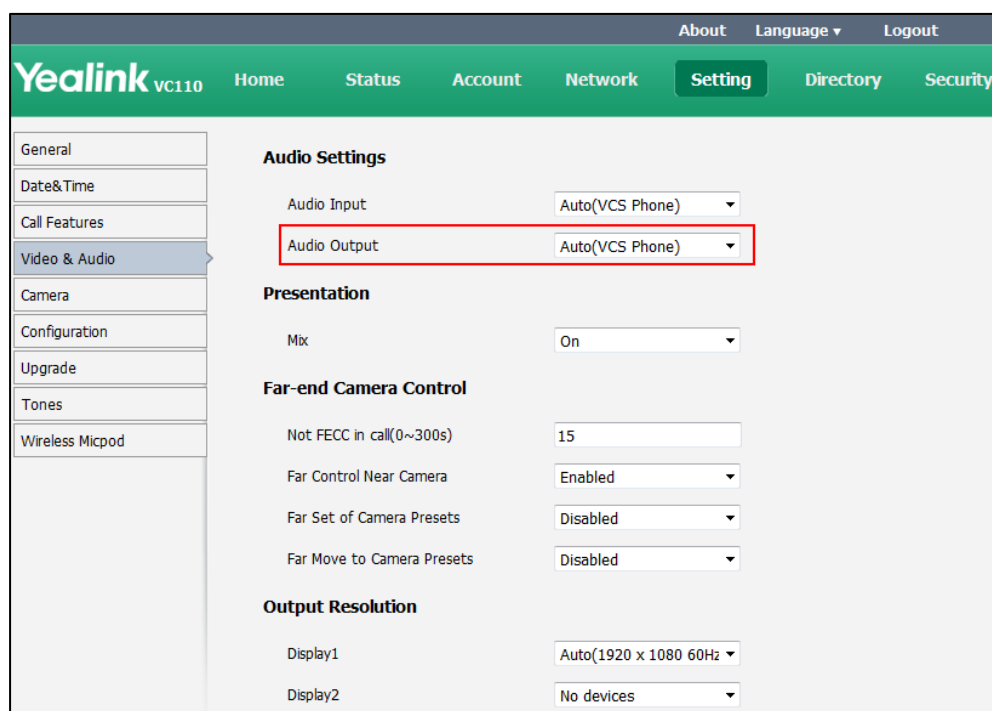 About Language ▾ Logout
Yealink VC110 Home Status Account Network Setting Directory Security
General
Date&Time
Call Features
Video & Audio
Camera
Configuration
Upgrade
Tones
Wireless Micpod
Audio Settings
Audio Input Auto(VCS Phone)
Audio Output Auto(VCS Phone)
Presentation
Mix On
Far-end Camera Control
Not FECC in call(0~300s) 15
Far Control Near Camera Enabled
Far Set of Camera Presets Disabled
Far Move to Camera Presets Disabled
Output Resolution
Display1 Auto(1920 x 1080 60Hz
Display2 No devices